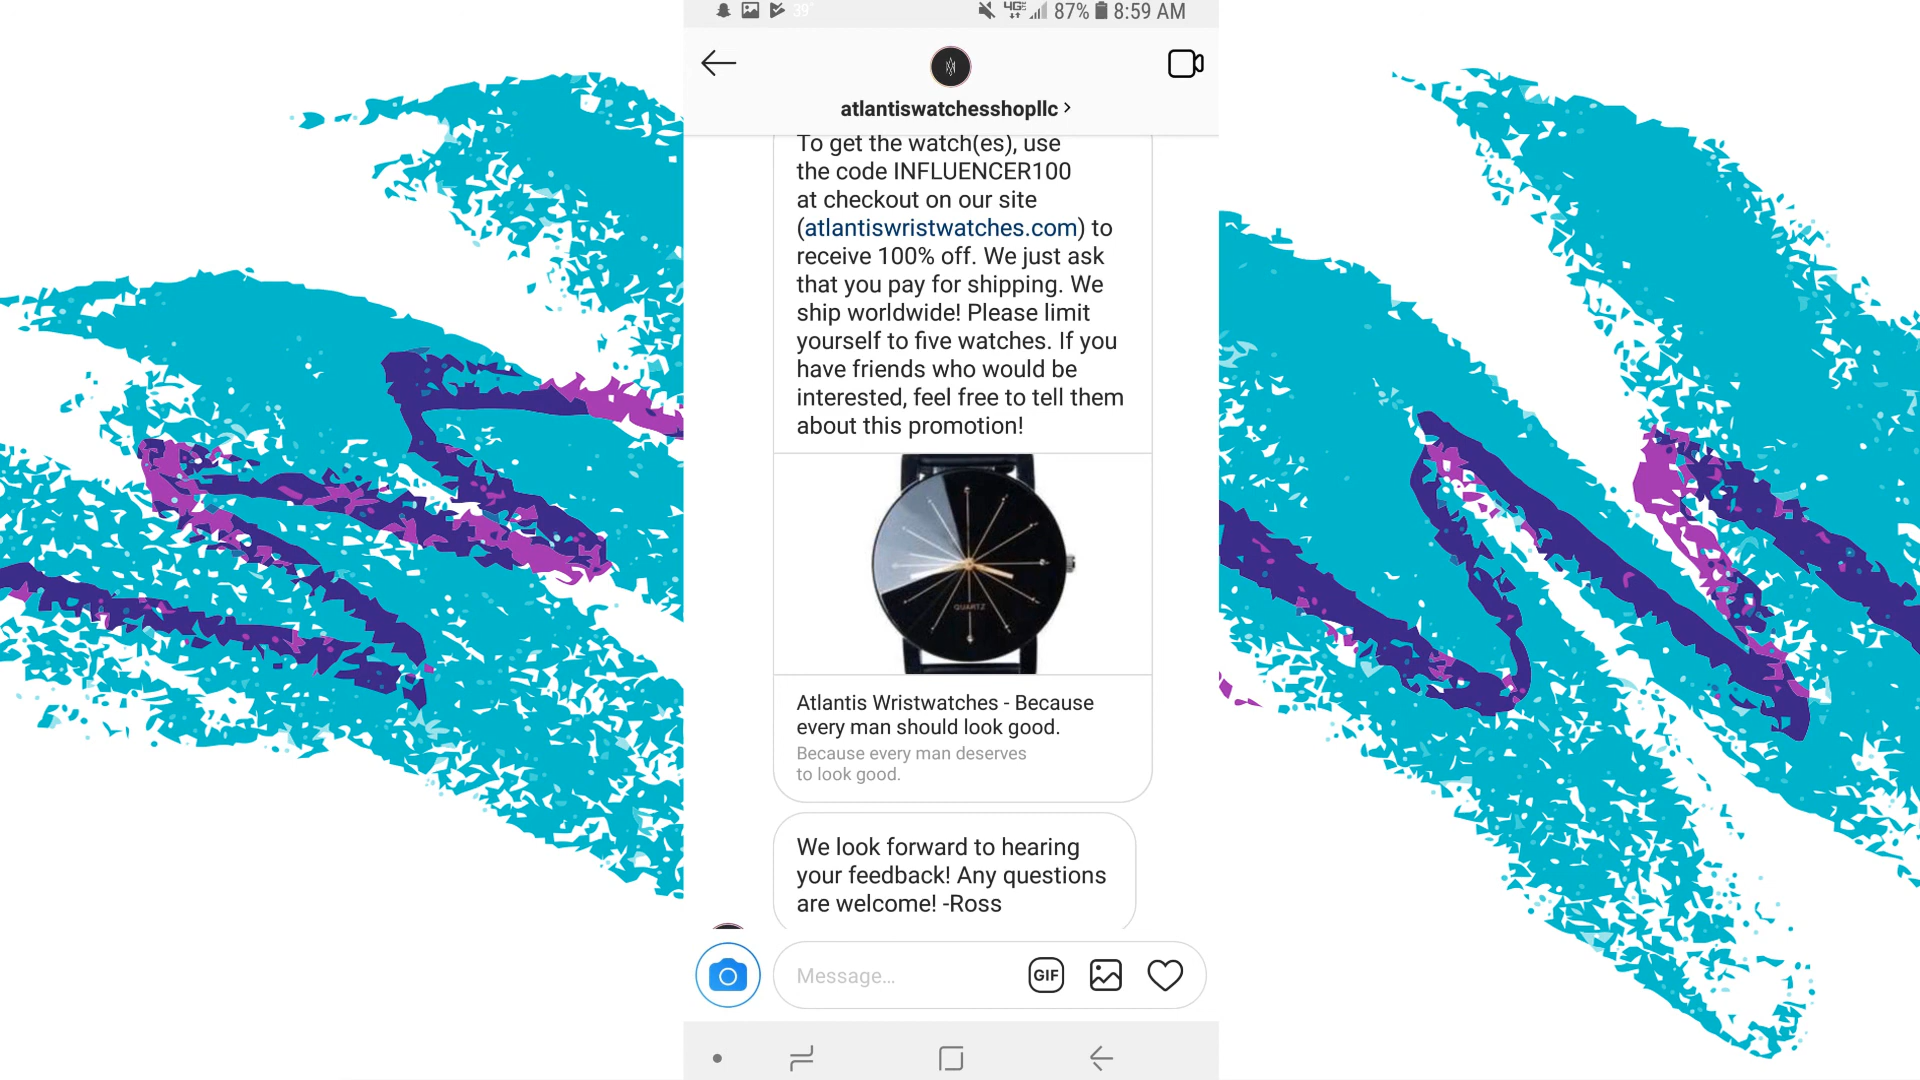 39°
4G
87%
8:59 AM
atlantiswatchesshopllc >
To get the watch(es), use
the code INFLUENCER100
at checkout on our site
(atlantiswristwatches.com) to
receive 100% off. We just ask
that you pay for shipping. We
ship worldwide! Please limit
yourself to five watches. If you
have friends who would be
interested, feel free to tell them
about this promotion!
QUARTZ
Atlantis Wristwatches - Because
every man should look good.
Because every man deserves
to look good.
We look forward to hearing
your feedback! Any questions
are welcome! -Ross
Message...
GIF